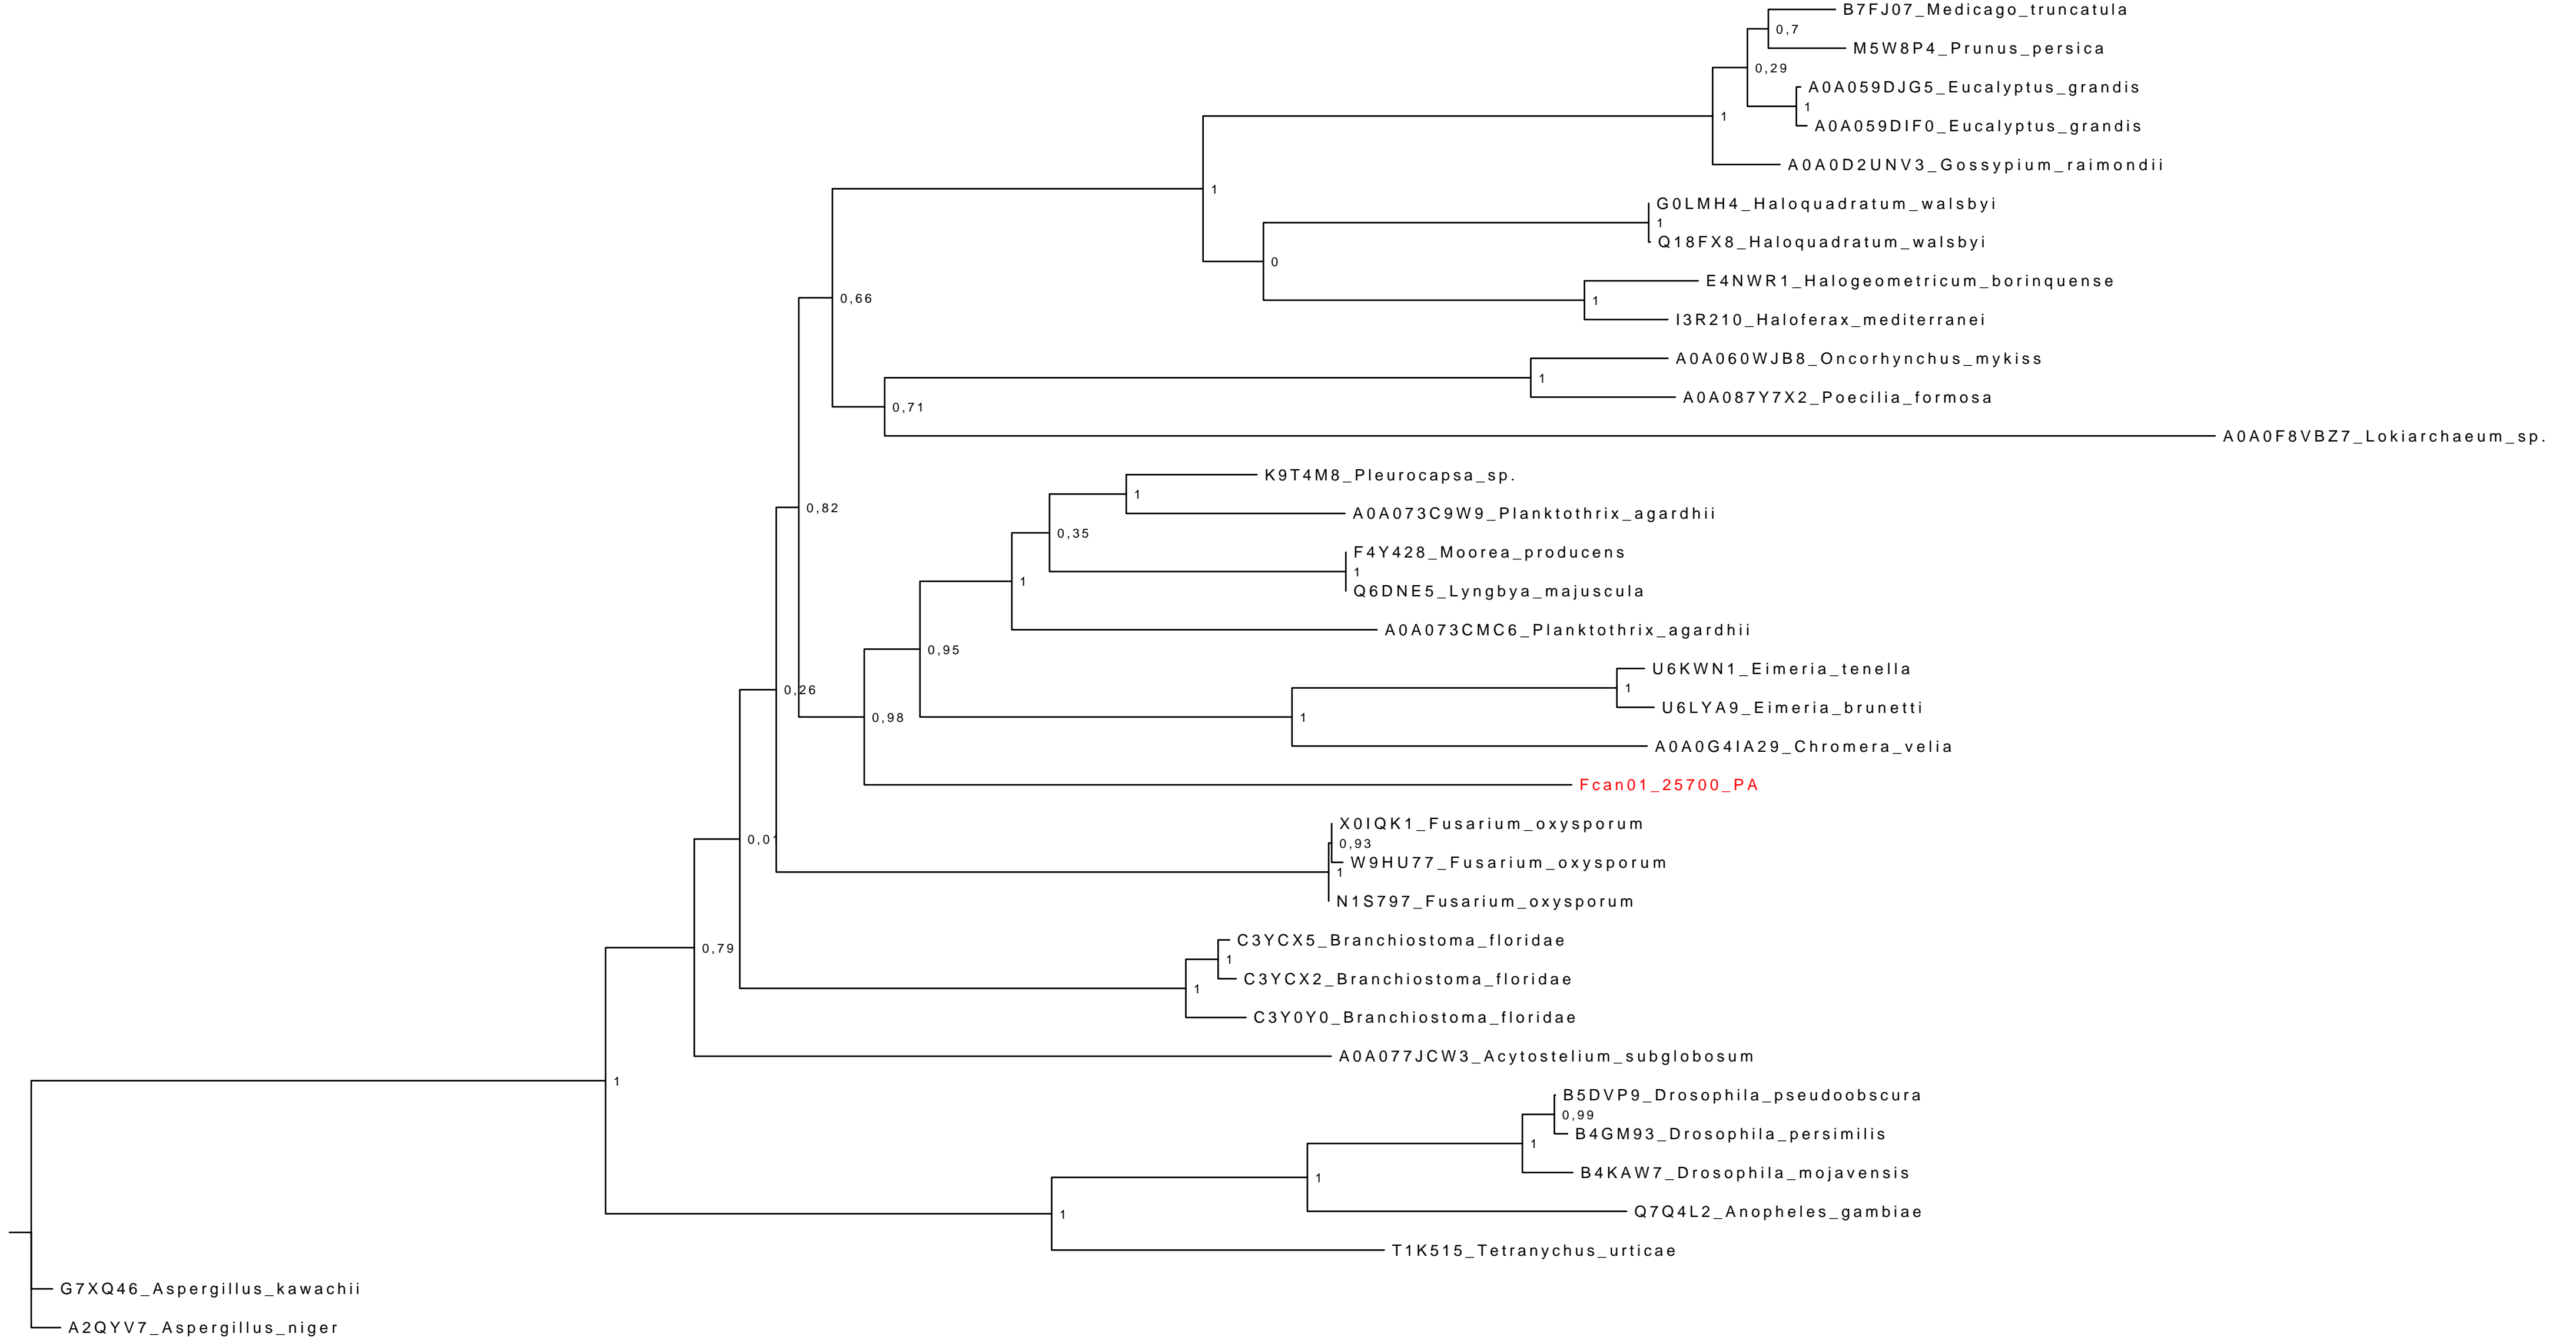 B7FJ07_Medicago_truncatula
0,7
M5W8P4_Prunus_persica
0,29
A0A059DJG5_Eucalyptus_grandis
1
A0A059DIF0_Eucalyptus_grandis
1
A0A0D2UNV3_Gossypium_raimondii
1
G0LMH4_Haloquadratum_walsbyi
1
Q18FX8_Haloquadratum_walsbyi
0
E4NWR1_Halogeometricum_borinquense
1
I3R210_Haloferax_mediterranei
0,66
A0A060WJB8_Oncorhynchus_mykiss
1
A0A087Y7X2_Poecilia_formosa
0,71
A0A0F8VBZ7_Lokiarchaeum_sp.
K9T4M8_Pleurocapsa_sp.
1
A0A073C9W9_Planktothrix_agardhii
0,82
0,35
F4Y428_Moorea_producens
1
Q6DNE5_Lyngbya_majuscula
1
A0A073CMC6_Planktothrix_agardhii
0,95
U6KWN1_Eimeria_tenella
1
0,26
U6LYA9_Eimeria_brunetti
0,98
1
A0A0G4IA29_Chromera_velia
Fcan01_25700_PA
X0IQK1_Fusarium_oxysporum
0,01
0,93
W9HU77_Fusarium_oxysporum
1
N1S797_Fusarium_oxysporum
C3YCX5_Branchiostoma_floridae
0,79
1
C3YCX2_Branchiostoma_floridae
1
C3Y0Y0_Branchiostoma_floridae
A0A077JCW3_Acytostelium_subglobosum
1
B5DVP9_Drosophila_pseudoobscura
0,99
B4GM93_Drosophila_persimilis
1
B4KAW7_Drosophila_mojavensis
1
Q7Q4L2_Anopheles_gambiae
1
T1K515_Tetranychus_urticae
G7XQ46_Aspergillus_kawachii
A2QYV7_Aspergillus_niger